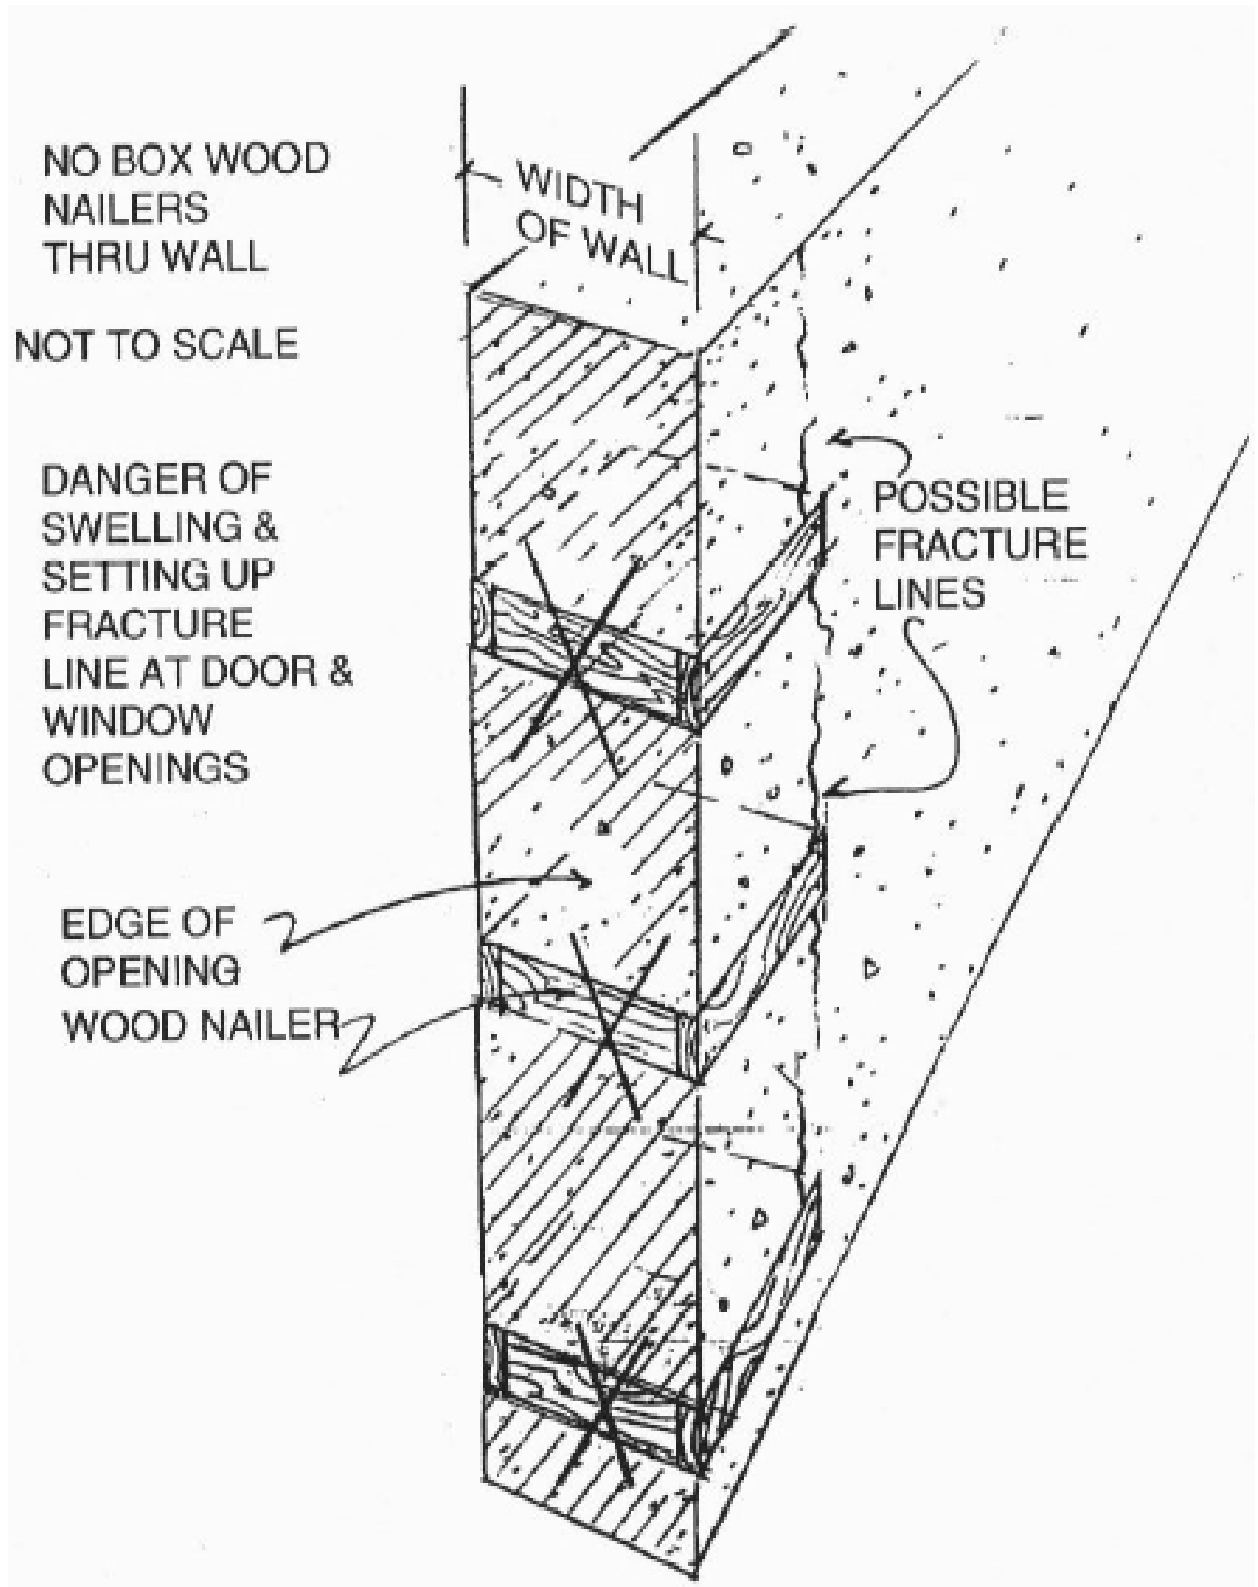 NO BOX WOOD
NAILERS
THRU WALL
WIDTH
OF WALL
NOT TO SCALE
DANGER OF
SWELLING &
SETTING UP
FRACTURE
LINE AT DOOR &
WINDOW
OPENINGS
POSSIBLE
FRACTURE
LINES
EDGE OF
OPENING
WOOD NAILER